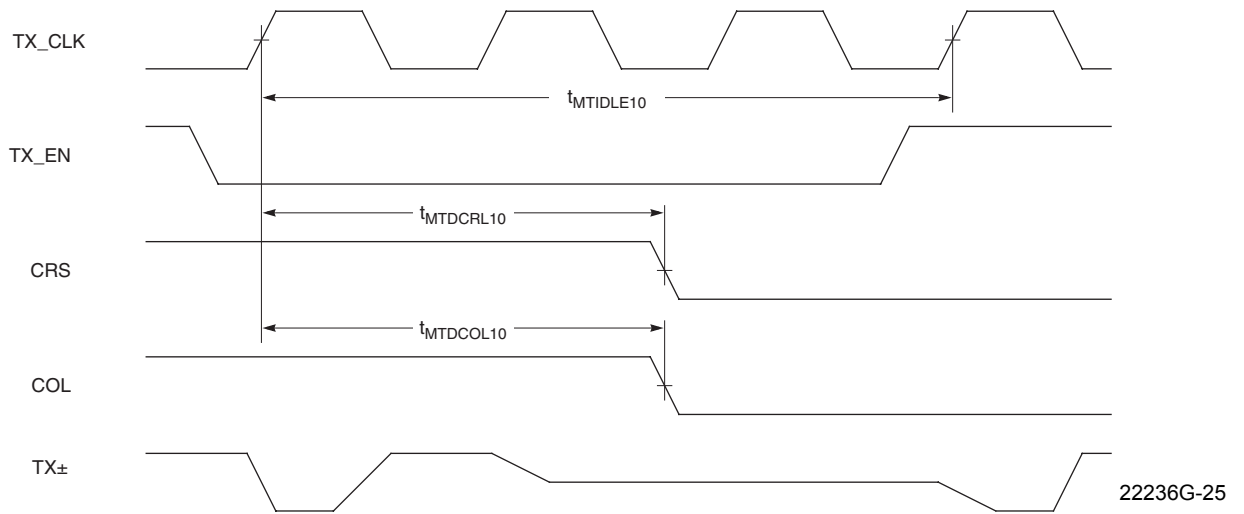 TX_CLK
tMTIDLE10
TX_EN
tMTDCRL10
CRS
tMTDCOL10
COL
TX±
22236G-25